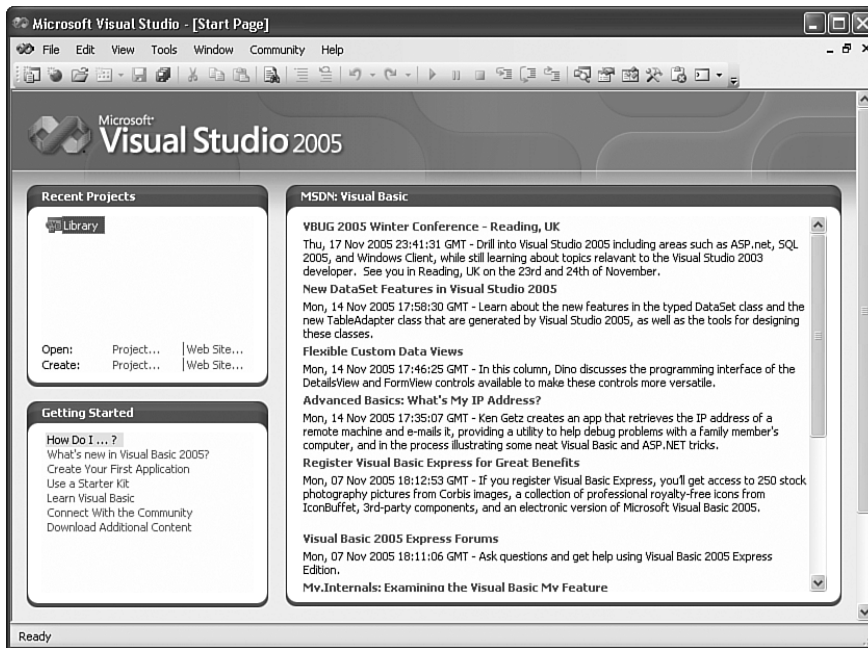 Microsoft Visual Studio - [Start Page]
File Edit View Tools Window Community Help
Microsoft
Visual Studio 2005
Recent Projects
Library
Open: Project... Web Site...
Create: Project... Web Site...
Getting Started
How Do I ... ?
What's new in Visual Basic 2005?
Create Your First Application
Use a Starter Kit
Learn Visual Basic
Connect With the Community
Download Additional Content
MSDN: Visual Basic
VBUG 2005 Winter Conference - Reading, UK
Thu, 17 Nov 2005 23:41:31 GMT - Drill into Visual Studio 2005 including areas such as ASP.net, SQL
2005, and Windows Client, while still learning about topics relavant to the Visual Studio 2003
developer. See you in Reading, UK on the 23rd and 24th of November.
New DataSet Features in Visual Studio 2005
Mon, 14 Nov 2005 17:58:30 GMT - Learn about the new features in the typed DataSet class and the
new TableAdapter class that are generated by Visual Studio 2005, as well as the tools for designing
these classes.
Flexible Custom Data Views
Mon, 14 Nov 2005 17:46:25 GMT - In this column, Dino discusses the programming interface of the
DetailsView and FormView controls available to make these controls more versatile.
Advanced Basics: What's My IP Address?
Mon, 14 Nov 2005 17:35:07 GMT - Ken Getz creates an app that retrieves the IP address of a
remote machine and e-mails it, providing a utility to help debug problems with a family member's
computer, and in the process illustrating some neat Visual Basic and ASP.NET tricks.
Register Visual Basic Express for Great Benefits
Mon, 07 Nov 2005 18:12:53 GMT - If you register Visual Basic Express, you'll get access to 250 stock
photography pictures from Corbis images, a collection of professional royalty-free icons from
IconBuffet, 3rd-party components, and an electronic version of Microsoft Visual Basic 2005.
Visual Basic 2005 Express Forums
Mon, 07 Nov 2005 18:11:06 GMT - Ask questions and get help using Visual Basic 2005 Express
Edition.
My.Internals: Examining the Visual Basic My Feature
Ready